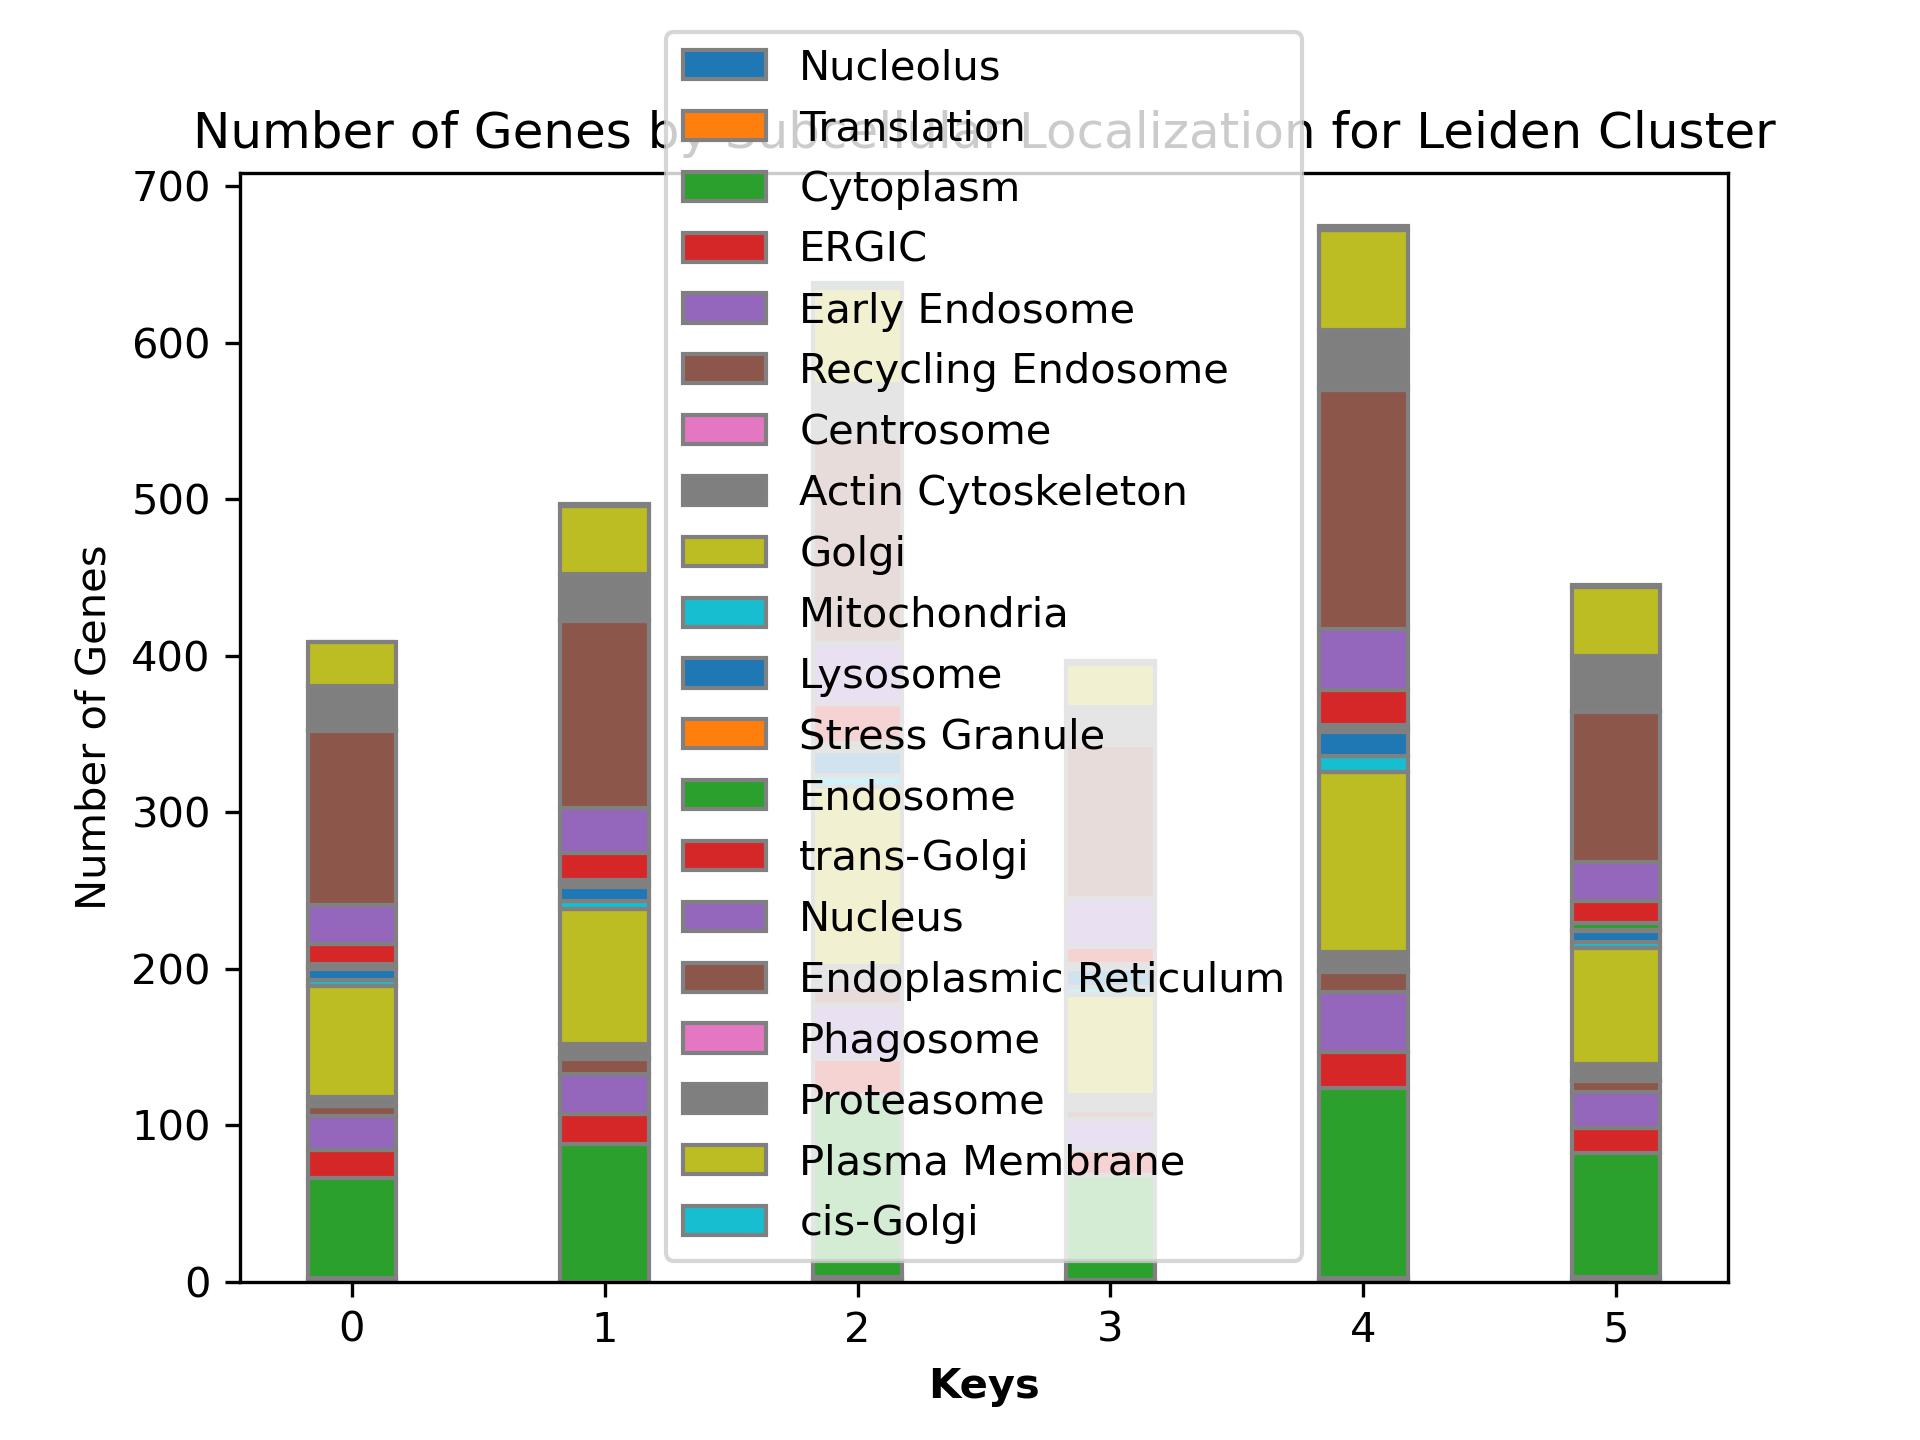 Number of Genes by Subcellular Localization for Leiden Cluster
Nucleolus
Translation
Cytoplasm
ERGIC
Early Endosome
Recycling Endosome
Centrosome
Actin Cytoskeleton
Golgi
Mitochondria
Lysosome
Stress Granule
Endosome
trans-Golgi
Nucleus
Endoplasmic Reticulum
Phagosome
Proteasome
Plasma Membrane
cis-Golgi
Number of Genes
700
600
500
400
300
200
100
0
0 1 2 3 4 5
Keys